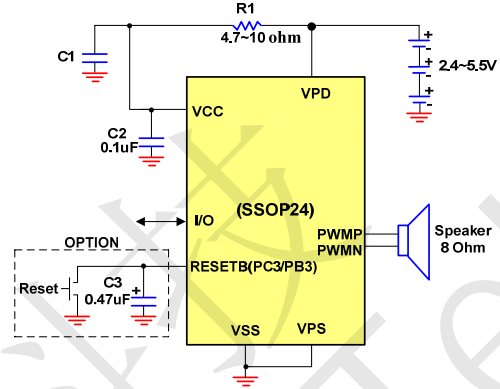 R1
4.7~10 ohm
C1
+
-
+
-
+
-
2.4~5.5V
VPD
VCC
C2
0.1uF
I/O
(SSOP24)
OPTION
PWMP
PWMN
Speaker
8 Ohm
RESETB(PC3/PB3)
Reset
C3
+
0.47uF
VSS
VPS